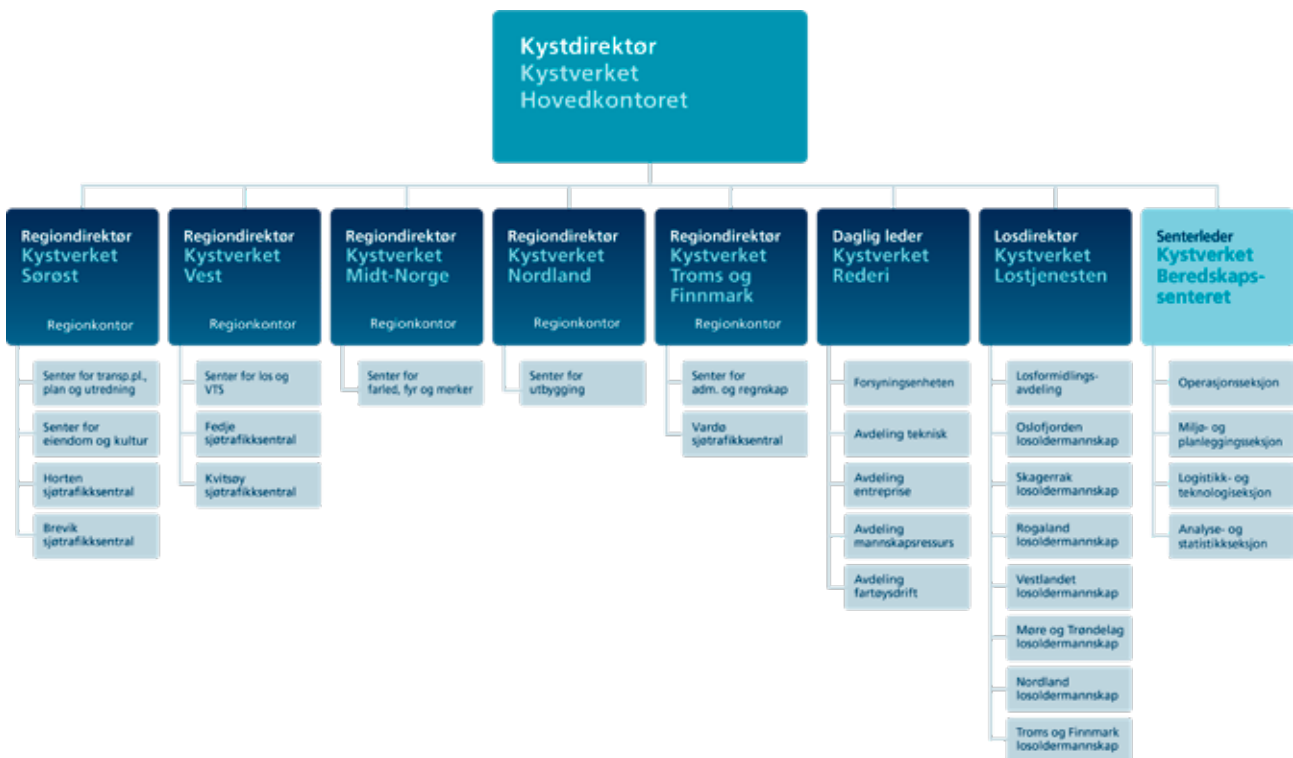 Kystdirektør
Kystverket
Hovedkontoret
Regiondirektør
Kystverket
Sørøst
Regionkontor
Senter for transp.pl.,
plan og utredning
Senter for
eiendom og kultur
Horten
sjøtrafikksentral
Brevik
sjøtrafikksentral
Regiondirektør
Kystverket
Vest
Regionkontor
Senter for los og
VTS
Fedje
sjøtrafikksentral
Kvitsøy
sjøtrafikksentral
Regiondirektør
Kystverket
Midt-Norge
Regionkontor
Senter for
farled, fyr og merker
Regiondirektør
Kystverket
Nordland
Regionkontor
Senter for
utbygging
Regiondirektør
Kystverket
Troms og
Finnmark
Regionkontor
Senter for
adm. og regnskap
Vardø
sjøtrafikksentral
Daglig leder
Kystverket
Rederi
Forsyningsenheten
Avdeling teknisk
Avdeling
entreprise
Avdeling
mannskapsressurs
Avdeling
fartøysdrift
Losdirektør
Kystverket
Lostjenesten
Losformidlings-
avdeling
Oslofjorden
losoldermannskap
Skagerrak
losoldermannskap
Rogaland
losoldermannskap
Vestlandet
losoldermannskap
Møre og Trøndelag
losoldermannskap
Nordland
losoldermannskap
Troms og Finnmark
losoldermannskap
Senterleder
Kystverket
Beredskaps-
senteret
Operasjonsseksjon
Miljø- og
planleggingsseksjon
Logistikk- og
teknologiseksjon
Analyse- og
statistikkseksjon